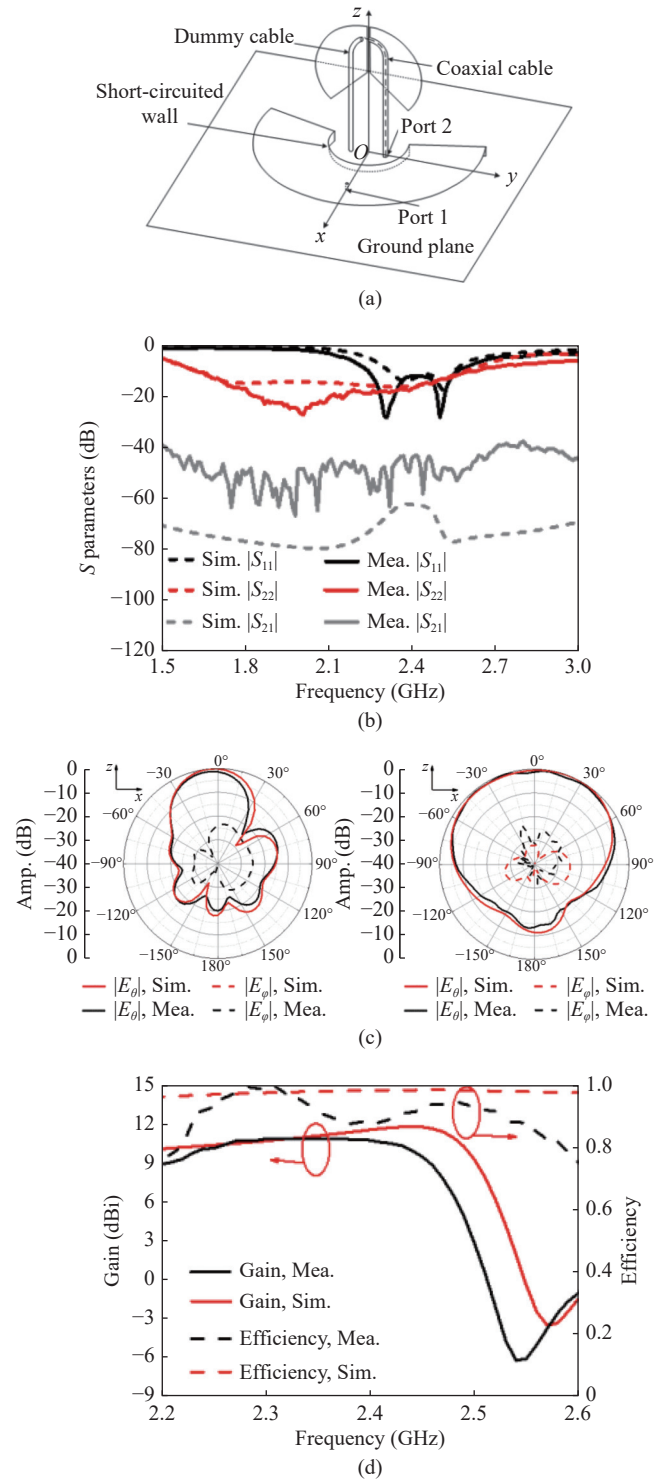 z
Dummy cable
Coaxial cable
Short-circuited
wall
Port 2
O
y
Port 1
x
Ground plane
(a)
0
−20
−40
−60
−80
−100
−120
S parameters (dB)
Sim. |S₁₁| Mea. |S₁₁|
Sim. |S₂₂| Mea. |S₂₂|
Sim. |S₂₁| Mea. |S₂₁|
1.5 1.8 2.1 2.4 2.7 3.0
Frequency (GHz)
(b)
0
−10
−20
−30
−40
−30
−20
−10
0
Amp. (dB)
z
x
0°
−30 30°
−60° 60°
−90° 90°
−120° 120°
−150° 150°
180°
0
−10
−20
−30
−40
−30
−20
−10
0
Amp. (dB)
z
x
0°
−30 30°
−60° 60°
−90° 90°
−120° 120°
−150° 150°
180°
|Eθ|, Sim. |Eφ|, Sim.
|Eθ|, Mea. |Eφ|, Mea.
|Eθ|, Sim. |Eφ|, Sim.
|Eθ|, Mea. |Eφ|, Mea.
(c)
15
12
9
6
3
0
−3
−6
−9
Gain (dBi)
Gain, Mea.
Gain, Sim.
Efficiency, Mea.
Efficiency, Sim.
1.0
0.8
0.6
0.4
0.2
0
Efficiency
2.2 2.3 2.4 2.5 2.6
Frequency (GHz)
(d)